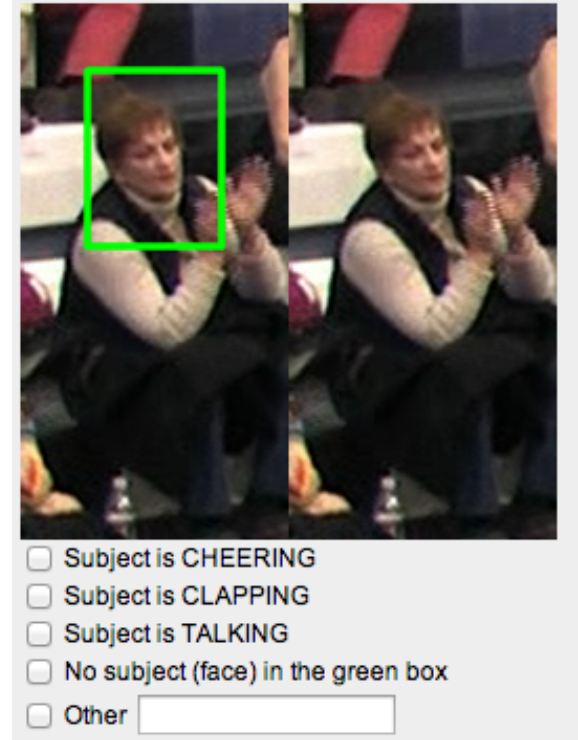 Subject is CHEERING
Subject is CLAPPING
Subject is TALKING
No subject (face) in the green box
Other